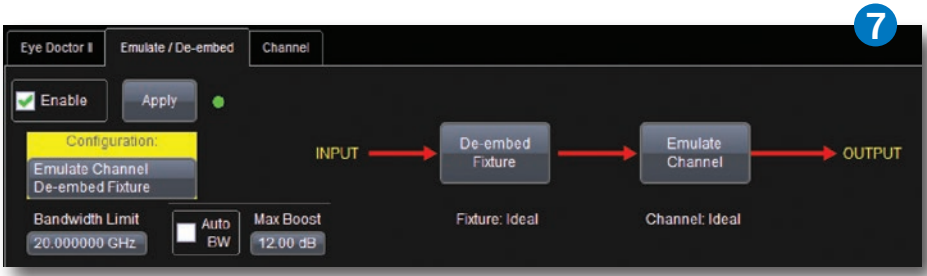 7
Eye Doctor II
Emulate / De-embed
Channel
Enable
Apply
Configuration:
Emulate Channel
De-embed Fixture
INPUT
De-embed
Fixture
Emulate
Channel
OUTPUT
Fixture: Ideal
Channel: Ideal
Bandwidth Limit
20.000000 GHz
Auto
BW
Max Boost
12.00 dB